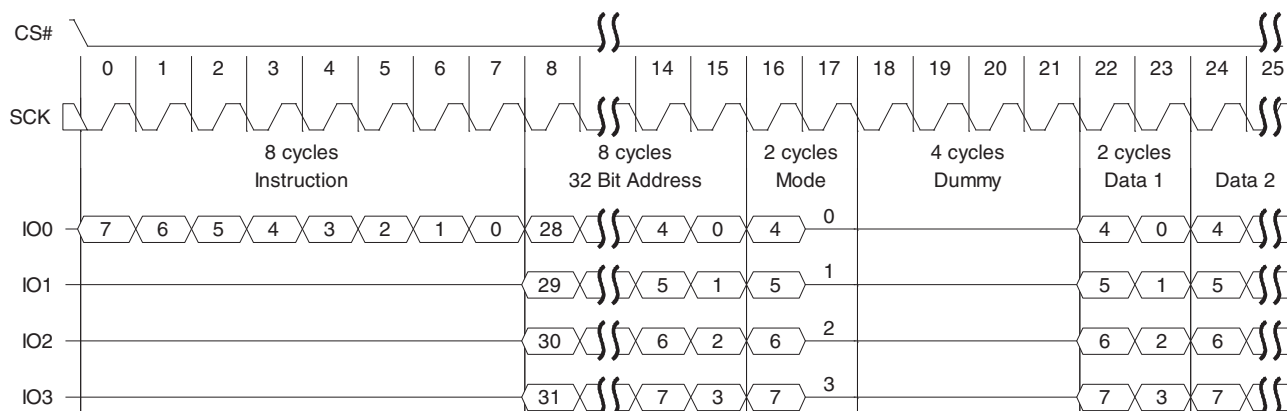 CS#
0 1 2 3 4 5 6 7 8 14 15 16 17 18 19 20 21 22 23 24 25
SCK
8 cycles 8 cycles 2 cycles 4 cycles 2 cycles
Instruction 32 Bit Address Mode Dummy Data 1 Data 2
IO0 7 6 5 4 3 2 1 0 28 4 0 4 0 4 0 4
IO1 29 5 1 5 1 5 1 5
IO2 30 6 2 6 2 6 2 6
IO3 31 7 3 7 3 7 3 7